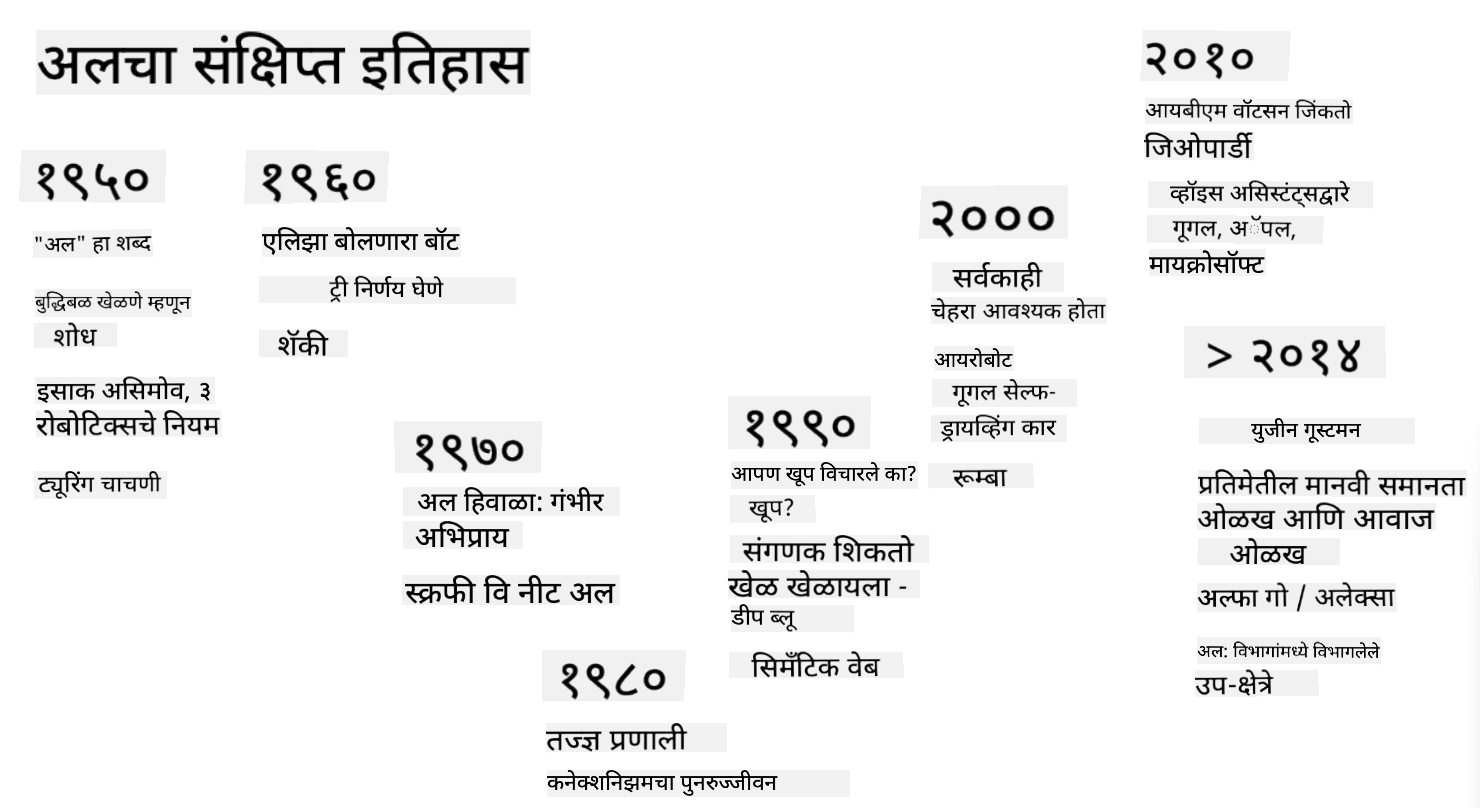 अलचा संक्षिप्त इतिहास
१९५०
"अल" हा शब्द
बुद्धिबळ खेळणे म्हणून
शोध
इसाक असिमोव, ३
रोबोटिक्सचे नियम
ट्यूरिंग चाचणी
१९६०
एलिझा बोलणारा बॉट
ट्री निर्णय घेणे
शॅकी
१९७०
अल हिवाळा: गंभीर
अभिप्राय
स्क्रफी वि नीट अल
१९८०
तज्ज्ञ प्रणाली
कनेक्शनिझमचा पुनरुज्जीवन
१९९०
आपण खूप विचारले का?
खूप?
संगणक शिकतो
खेळ खेळायला -
डीप ब्लू
सिमँटिक वेब
२०००
सर्वकाही
चेहरा आवश्यक होता
आयरोबोट
गूगल सेल्फ-
ड्रायव्हिंग कार
रूम्बा
२०१०
आयबीएम वॉटसन जिंकतो
जिओपार्डी
व्हॉइस असिस्टंट्सद्वारे
गूगल, अॅपल,
मायक्रोसॉफ्ट
> २०१४
युजीन गूस्टमन
प्रतिमेतील मानवी समानता
ओळख आणि आवाज
ओळख
अल्फा गो / अलेक्सा
अल: विभागांमध्ये विभागलेले
उप-क्षेत्रे